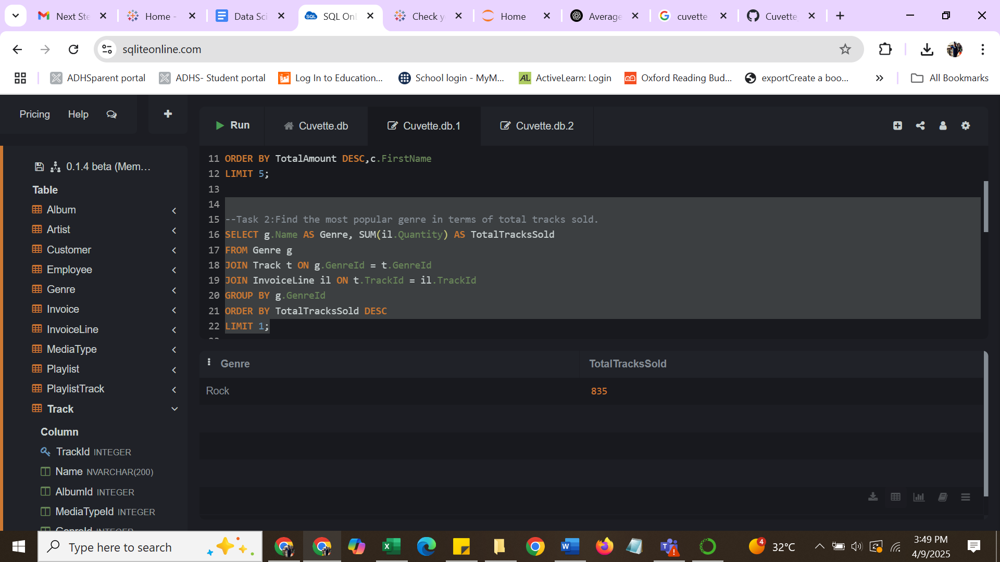 Next Ste
Home -
Data Sci
SQL Onl
Check y
Home
Average
cuvette
Cuvette
sqliteonline.com
ADHSparent portal
ADHS- Student portal
Log In to Education...
School login - MyM...
ActiveLearn: Login
Oxford Reading Bud...
exportCreate a boo...
All Bookmarks
Pricing
Help
Run
Cuvette.db
Cuvette.db.1
Cuvette.db.2
0.1.4 beta (Mem...
Table
Album
Artist
Customer
Employee
Genre
Invoice
InvoiceLine
MediaType
Playlist
PlaylistTrack
Track
Column
TrackId INTEGER
Name NVARCHAR(200)
AlbumId INTEGER
MediaTypeId INTEGER
GenreId INTEGER
11 ORDER BY TotalAmount DESC,c.FirstName
12 LIMIT 5;
13
14
15 --Task 2:Find the most popular genre in terms of total tracks sold.
16 SELECT g.Name AS Genre, SUM(il.Quantity) AS TotalTracksSold
17 FROM Genre g
18 JOIN Track t ON g.GenreId = t.GenreId
19 JOIN InvoiceLine il ON t.TrackId = il.TrackId
20 GROUP BY g.GenreId
21 ORDER BY TotalTracksSold DESC
22 LIMIT 1;
Genre TotalTracksSold
Rock 835
Type here to search
4
32°C
3:49 PM
4/9/2025